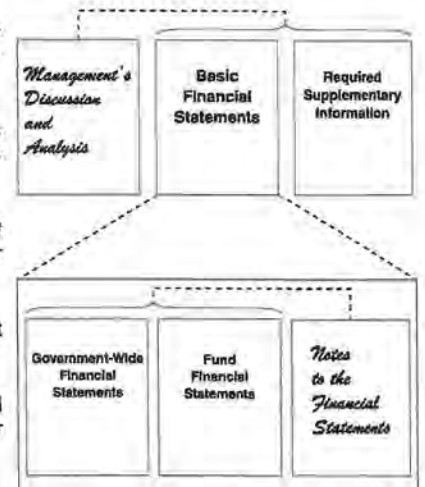 Management's
Discussion
and
Analysis
Basic
Financial
Statements
Required
Supplementary
Information
Government-Wide
Financial
Statements
Fund
Financial
Statements
Notes
to the
Financial
Statements